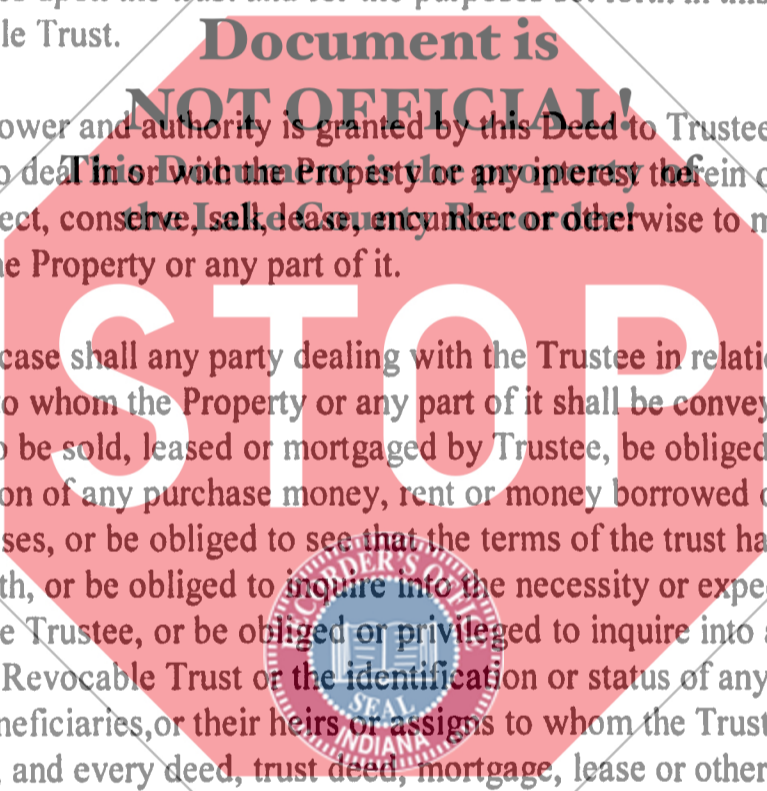 le Trust.
Document is
NOT OFFICIAL!
ower and authority is granted by this Deed to Trustee
deal in or with the Property or any interest therein
This Document is the property of
ect, conserve, sell, lease, encumber or otherwise to m
the Lake County Recorder!
e Property or any part of it.
STOP
case shall any party dealing with the Trustee in relati
o whom the Property or any part of it shall be convey
be sold, leased or mortgaged by Trustee, be obliged
on of any purchase money, rent or money borrowed
ses, or be obliged to see that the terms of the trust ha
th, or be obliged to inquire into the necessity or expe
e Trustee, or be obliged or privileged to inquire into
Revocable Trust or the identification or status of any
neficiaries,or their heirs or assigns to whom the Trust
, and every deed, trust deed, mortgage, lease or other
RECORDER'S OFFICE
SEAL
INDIANA